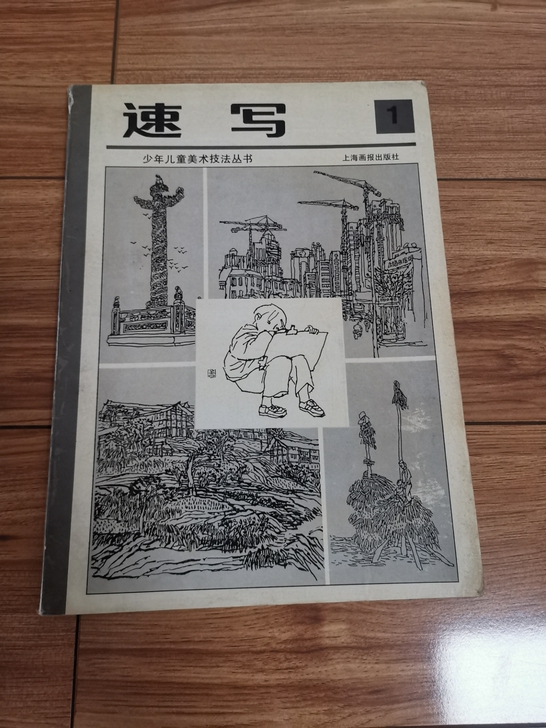 速写
1
少年儿童美术技法丛书
上海画报出版社